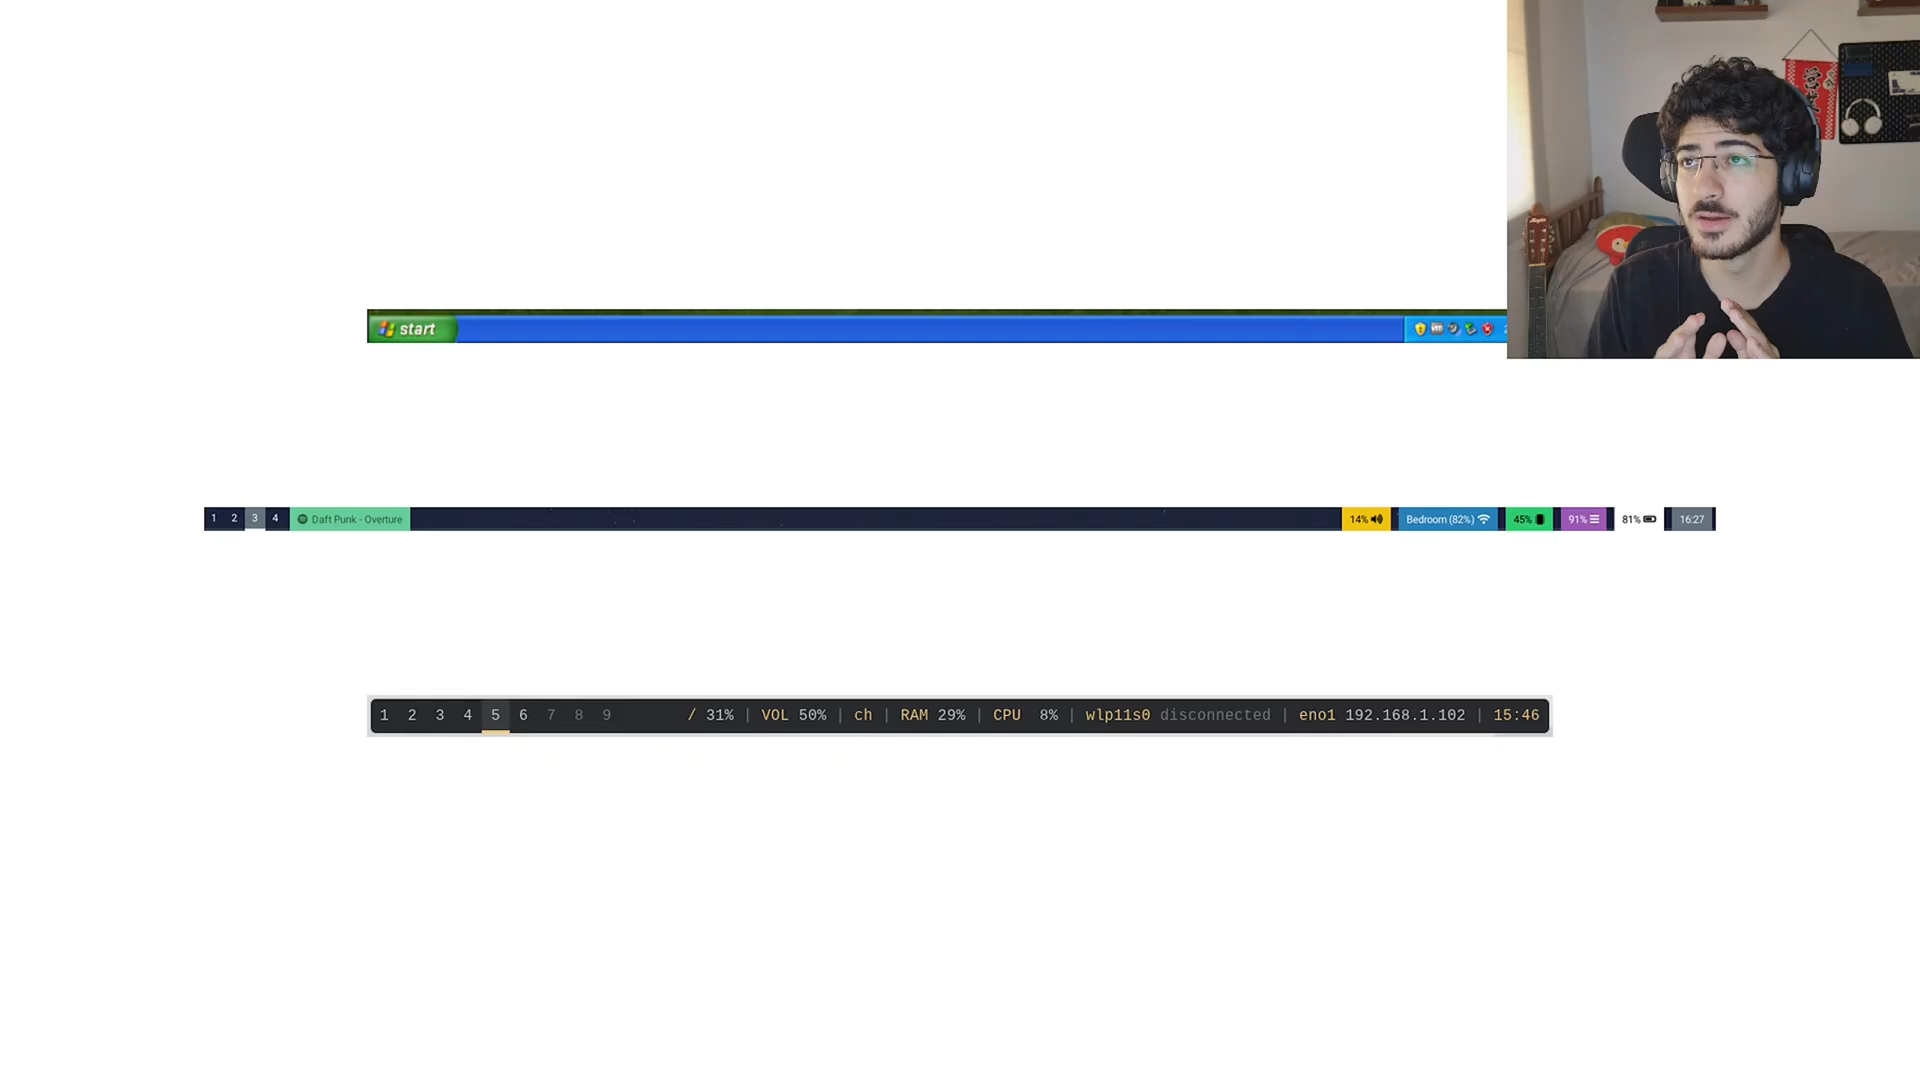 営業
start
1 2 3 4 Daft Punk - Overture 14% Bedroom (82%) 45% 91% 81% 16:27
1 2 3 4 5 6 7 8 9 / 31% | VOL 50% | ch | RAM 29% | CPU 8% | wlp11s0 disconnected | eno1 192.168.1.102 | 15:46